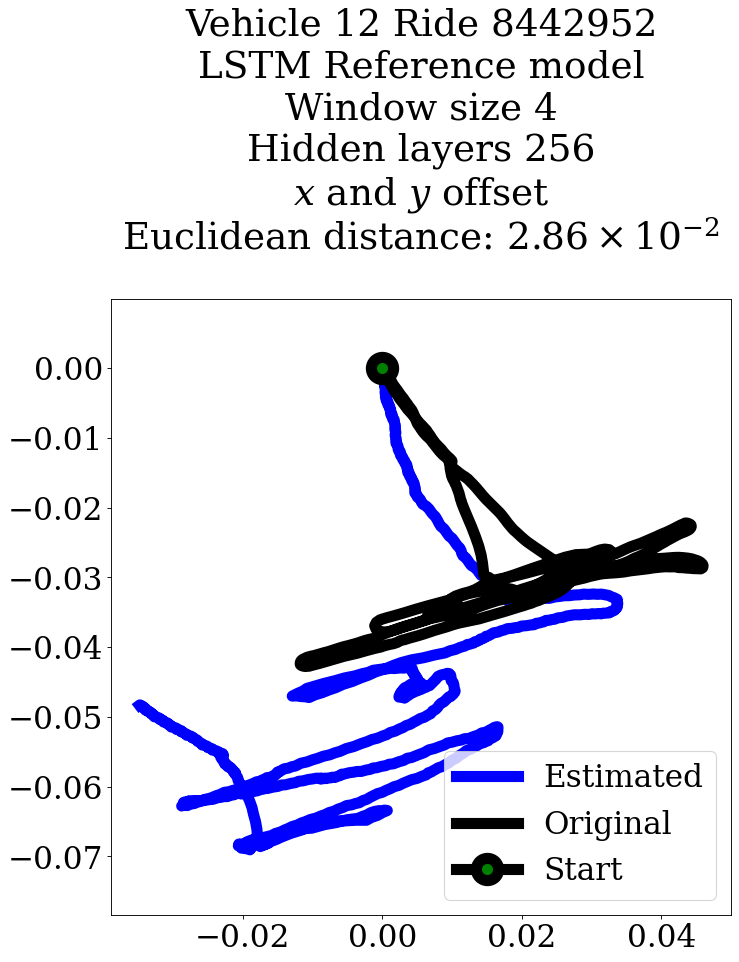 Vehicle 12 Ride 8442952
LSTM Reference model
Window size 4
Hidden layers 256
x and y offset
Euclidean distance: 2.86 × 10⁻²
0.00
−0.01
−0.02
−0.03
−0.04
−0.05
−0.06
−0.07
Estimated
Original
Start
−0.02 0.00 0.02 0.04